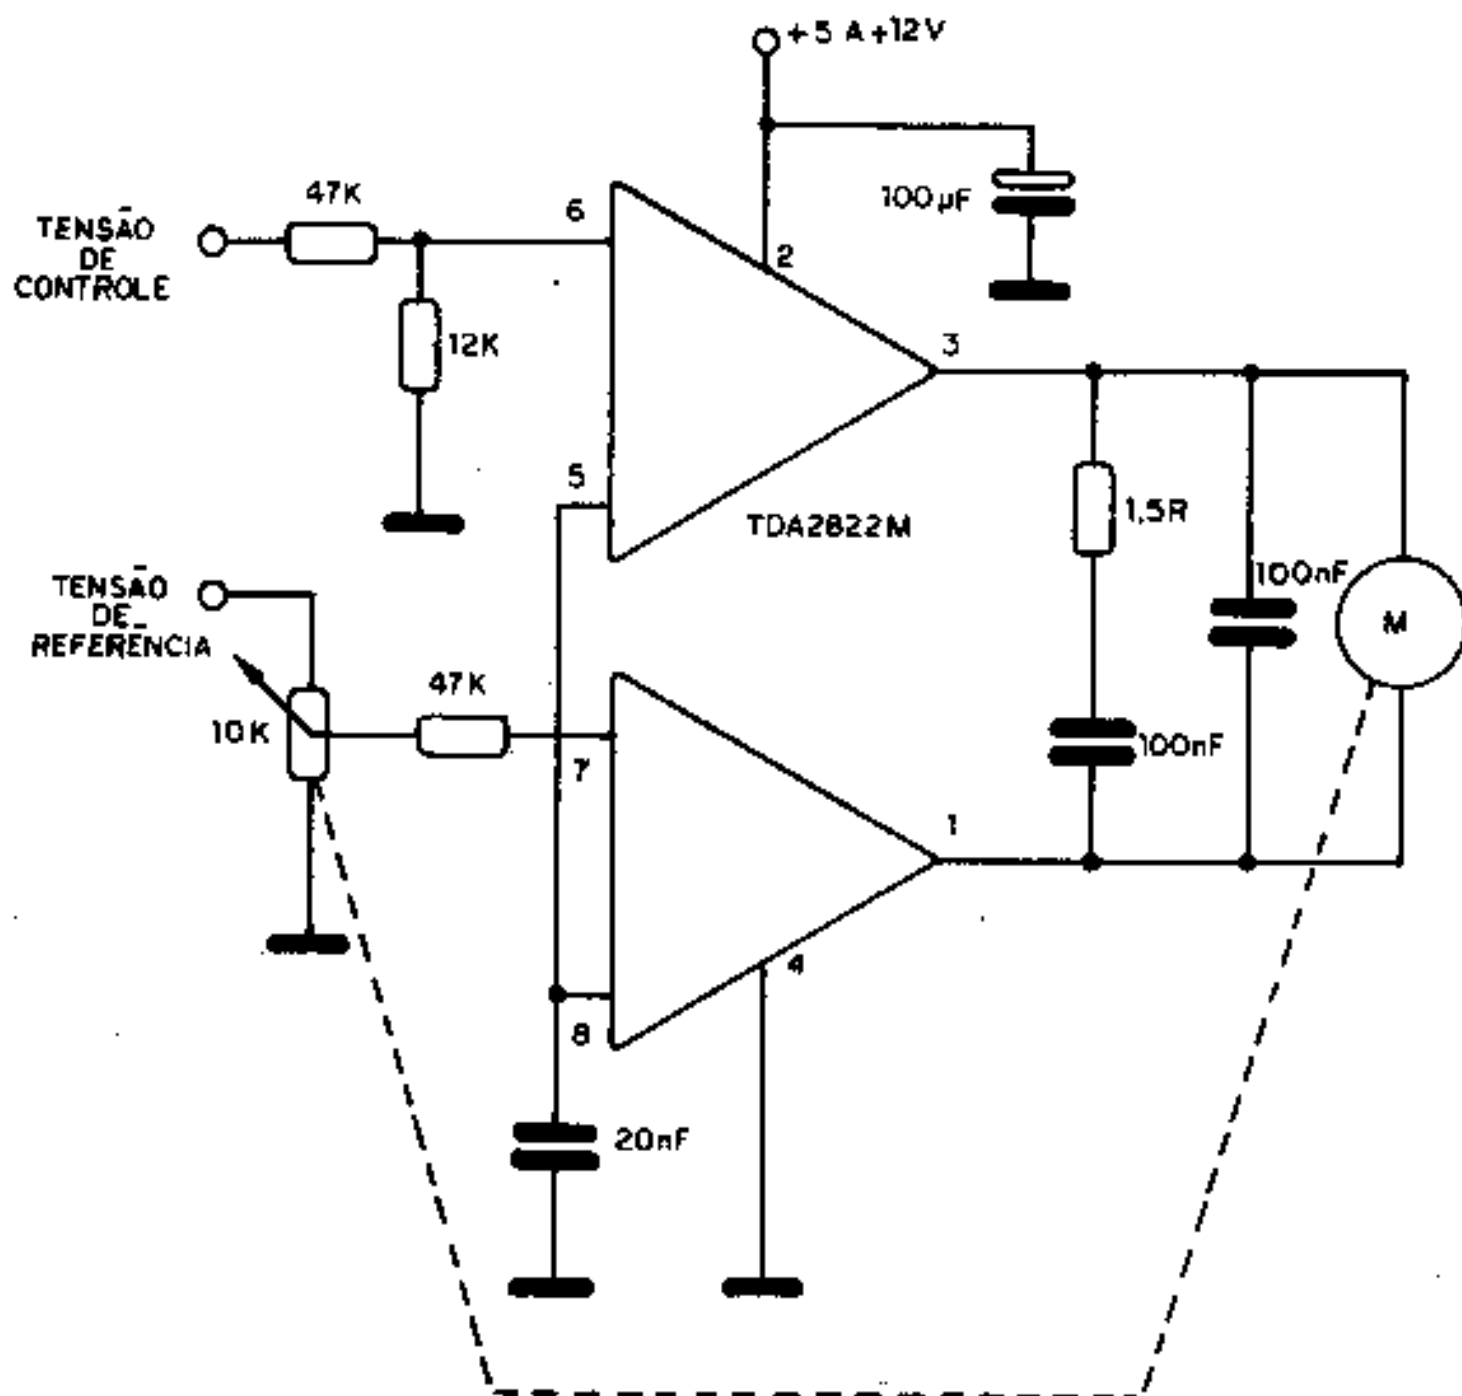 +5 A+12V
47K
6
100µF
TENSÃO
DE
CONTROLE
2
12K
3
5
TDA2822M
1,5R
TENSÃO
DE
REFERÊNCIA
100nF
M
47K
10K
7
100nF
1
4
8
20nF